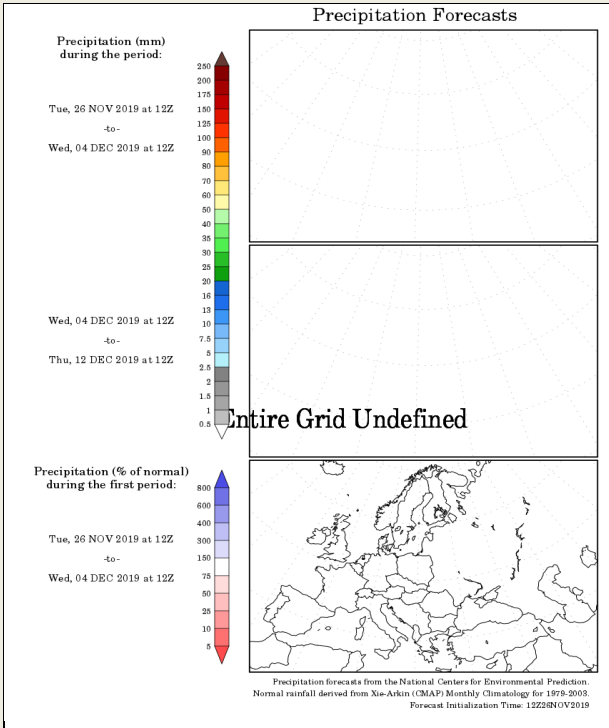 Precipitation Forecasts
Precipitation (mm)
during the period:
Tue, 26 NOV 2019 at 12Z
-to-
Wed, 04 DEC 2019 at 12Z
250
200
175
150
125
100
90
80
70
60
50
40
35
30
25
20
16
13
10
7.5
5
2.5
2
1.5
1
0.5
Wed, 04 DEC 2019 at 12Z
-to-
Thu, 12 DEC 2019 at 12Z
Entire Grid Undefined
Precipitation (% of normal)
during the first period:
Tue, 26 NOV 2019 at 12Z
-to-
Wed, 04 DEC 2019 at 12Z
800
600
400
300
150
75
50
25
10
5
Precipitation forecasts from the National Centers for Environmental Prediction.
Normal rainfall derived from Xie-Arkin (CMAP) Monthly Climatology for 1979-2003.
Forecast Initialization Time: 12Z26NOV2019